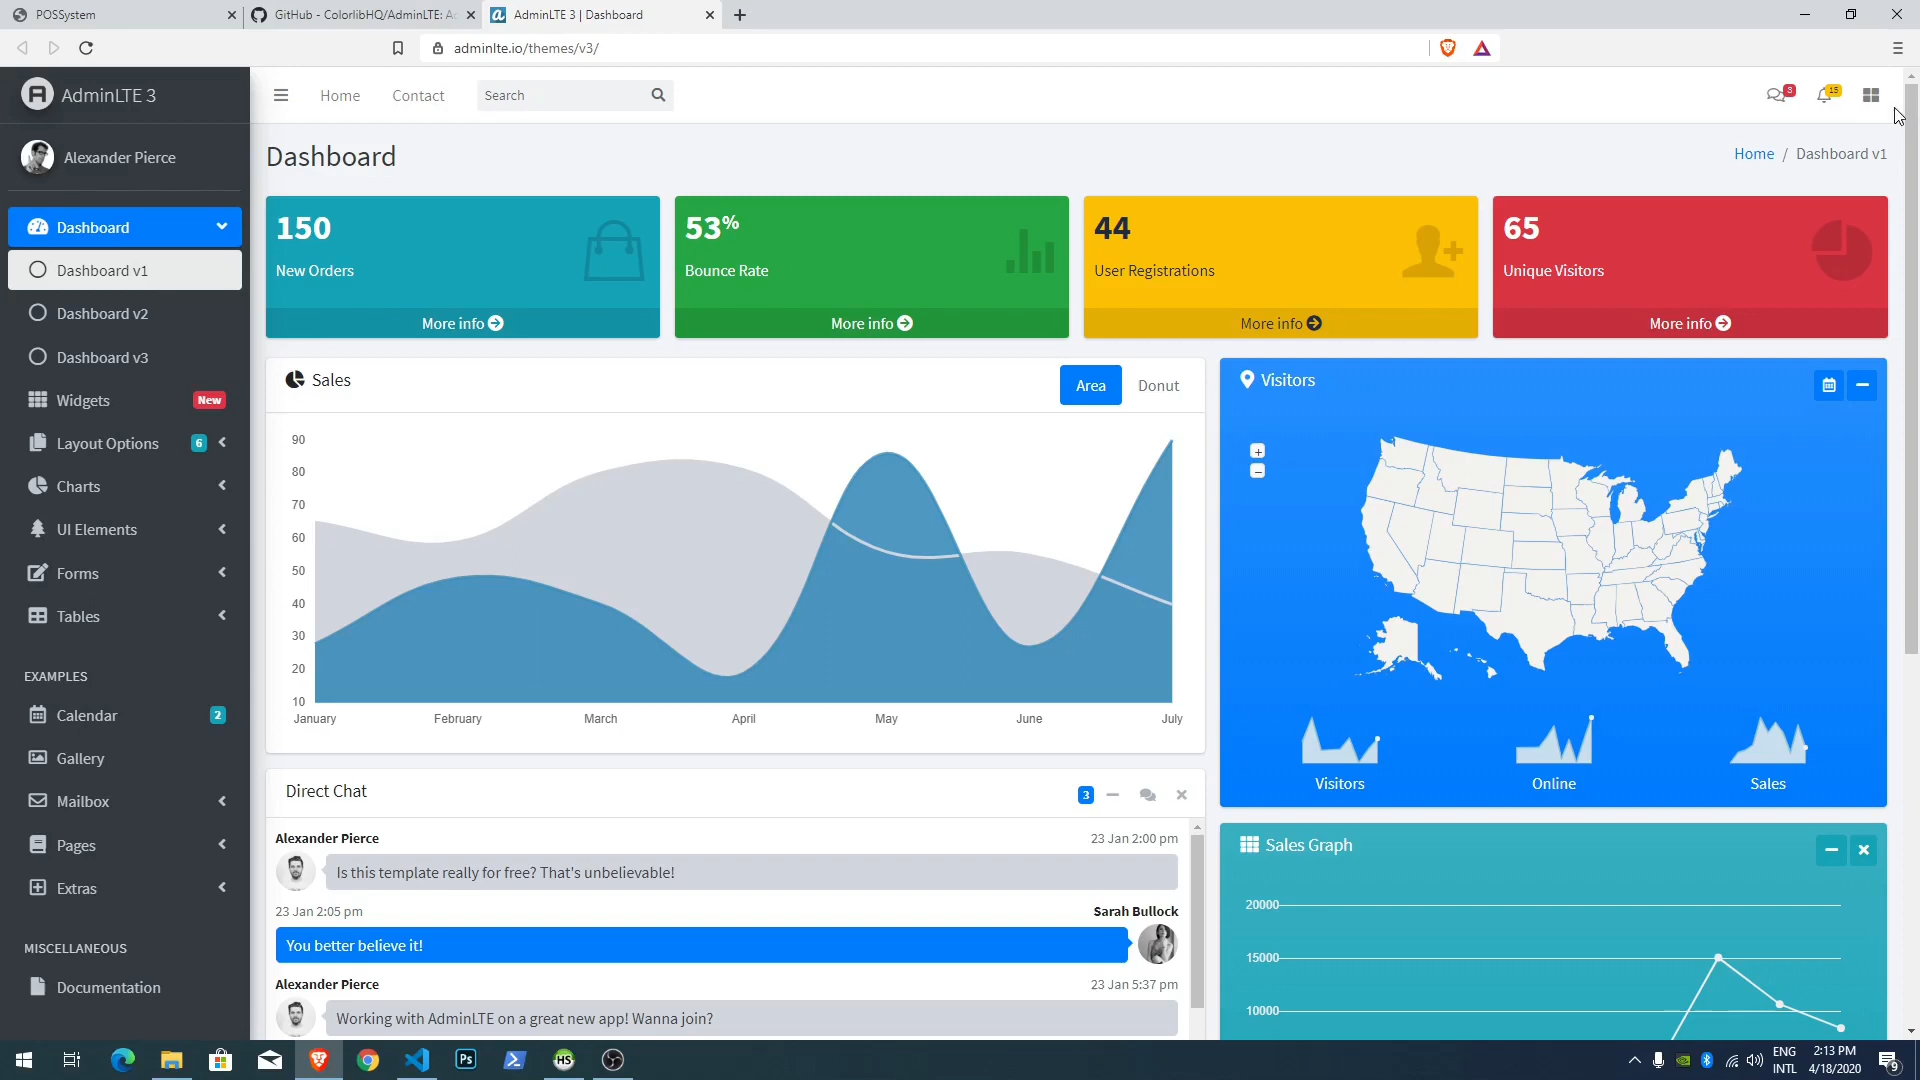 POSSystem
GitHub - ColorlibHQ/AdminLTE: Ac
AdminLTE 3 | Dashboard
adminlte.io/themes/v3/
AdminLTE 3
Home
Contact
Search
3
15
Alexander Pierce
Dashboard
Dashboard v1
Dashboard v2
Dashboard v3
Widgets New
Layout Options 6
Charts
UI Elements
Forms
Tables
EXAMPLES
Calendar 2
Gallery
Mailbox
Pages
Extras
MISCELLANEOUS
Documentation
Dashboard
Home / Dashboard v1
150
New Orders
More info
53%
Bounce Rate
More info
44
User Registrations
More info
65
Unique Visitors
More info
Sales
Area
Donut
90
80
70
60
50
40
30
20
10
January February March April May June July
Visitors
+
−
Visitors
Online
Sales
Direct Chat
3
Alexander Pierce 23 Jan 2:00 pm
Is this template really for free? That's unbelievable!
23 Jan 2:05 pm Sarah Bullock
You better believe it!
Alexander Pierce 23 Jan 5:37 pm
Working with AdminLTE on a great new app! Wanna join?
Sales Graph
20000
15000
10000
Ps
HS
ENG
INTL
2:13 PM
4/18/2020
9